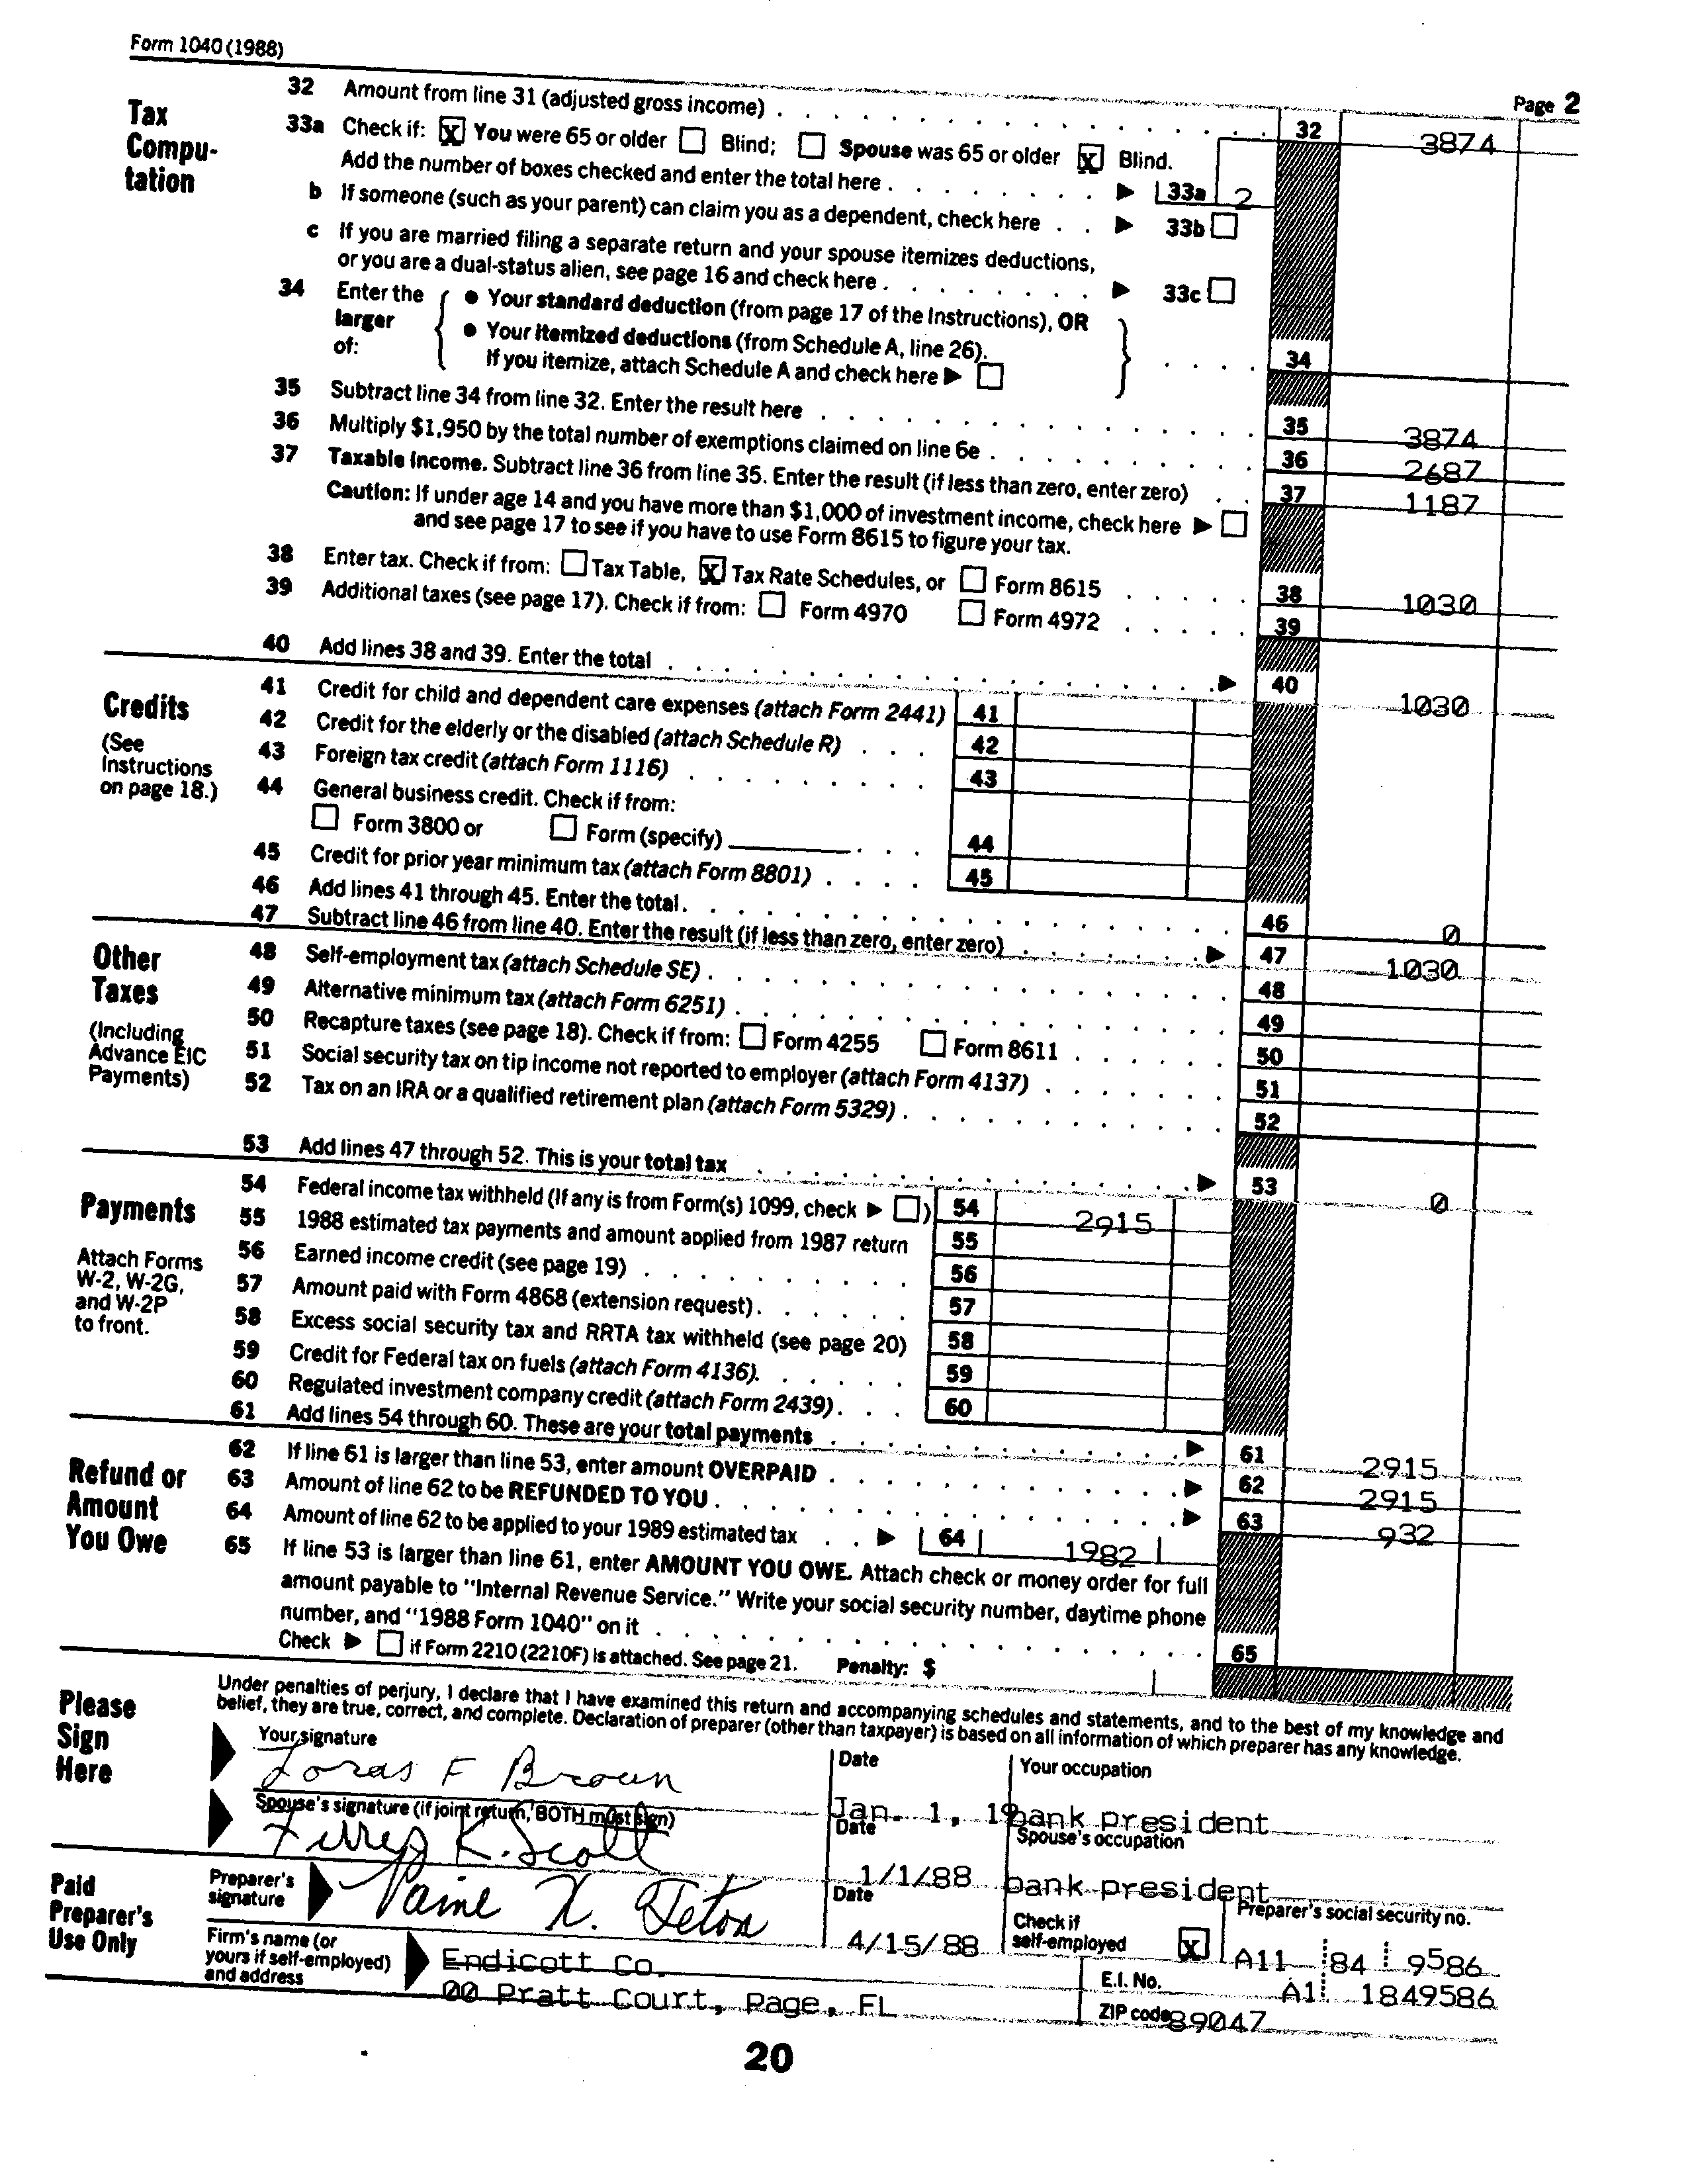 Form 1040 (1988)
Page 2
Tax Compu-
tation
32 Amount from line 31 (adjusted gross income) 32 3874
33a Check if: X You were 65 or older Blind; Spouse was 65 or older X Blind.
Add the number of boxes checked and enter the total here 33a 2
b If someone (such as your parent) can claim you as a dependent, check here 33b
c If you are married filing a separate return and your spouse itemizes deductions,
or you are a dual-status alien, see page 16 and check here 33c
34 Enter the larger of: ● Your standard deduction (from page 17 of the Instructions), OR
● Your itemized deductions (from Schedule A, line 26).
If you itemize, attach Schedule A and check here 34
35 Subtract line 34 from line 32. Enter the result here 35 3874
36 Multiply $1,950 by the total number of exemptions claimed on line 6e 36 2687
37 Taxable income. Subtract line 36 from line 35. Enter the result (if less than zero, enter zero) 37 1187
Caution: If under age 14 and you have more than $1,000 of investment income, check here
and see page 17 to see if you have to use Form 8615 to figure your tax.
38 Enter tax. Check if from: Tax Table, X Tax Rate Schedules, or Form 8615 38 1030
39 Additional taxes (see page 17). Check if from: Form 4970 Form 4972 39
40 Add lines 38 and 39. Enter the total 40 1030
Credits
(See
Instructions
on page 18.)
41 Credit for child and dependent care expenses (attach Form 2441) 41
42 Credit for the elderly or the disabled (attach Schedule R) 42
43 Foreign tax credit (attach Form 1116) 43
44 General business credit. Check if from:
Form 3800 or Form (specify) 44
45 Credit for prior year minimum tax (attach Form 8801) 45
46 Add lines 41 through 45. Enter the total. 46 0
47 Subtract line 46 from line 40. Enter the result (if less than zero, enter zero) 47 1030
Other
Taxes
(Including
Advance EIC
Payments)
48 Self-employment tax (attach Schedule SE) 48
49 Alternative minimum tax (attach Form 6251) 49
50 Recapture taxes (see page 18). Check if from: Form 4255 Form 8611 50
51 Social security tax on tip income not reported to employer (attach Form 4137) 51
52 Tax on an IRA or a qualified retirement plan (attach Form 5329) 52
53 Add lines 47 through 52. This is your total tax 53 0
Payments
Attach Forms
W-2, W-2G,
and W-2P
to front.
54 Federal income tax withheld (If any is from Form(s) 1099, check ) 54 2915
55 1988 estimated tax payments and amount applied from 1987 return 55
56 Earned income credit (see page 19) 56
57 Amount paid with Form 4868 (extension request) 57
58 Excess social security tax and RRTA tax withheld (see page 20) 58
59 Credit for Federal tax on fuels (attach Form 4136). 59
60 Regulated investment company credit (attach Form 2439) 60
61 Add lines 54 through 60. These are your total payments 61 2915
Refund or
Amount
You Owe
62 If line 61 is larger than line 53, enter amount OVERPAID 62 2915
63 Amount of line 62 to be REFUNDED TO YOU 63 932
64 Amount of line 62 to be applied to your 1989 estimated tax 64 1982
65 If line 53 is larger than line 61, enter AMOUNT YOU OWE. Attach check or money order for full
amount payable to "Internal Revenue Service." Write your social security number, daytime phone
number, and "1988 Form 1040" on it 65
Check if Form 2210 (2210F) is attached. See page 21. Penalty: $
Please
Sign
Here
Under penalties of perjury, I declare that I have examined this return and accompanying schedules and statements, and to the best of my knowledge and
belief, they are true, correct, and complete. Declaration of preparer (other than taxpayer) is based on all information of which preparer has any knowledge.
Your signature Date Your occupation
Loras F Brown Jan. 1, 19 bank president
Spouse's signature (if joint return, BOTH must sign) Date Spouse's occupation
K. Scott 1/1/88 bank president
Paid
Preparer's
Use Only
Preparer's signature Date Check if self-employed X Preparer's social security no.
Paine X. Teton 4/15/88 A11 84 9586
Firm's name (or
yours if self-employed)
and address
Endicott Co. E.I. No. A1 1849586
00 Pratt Court, Page, FL ZIP code 89047
20